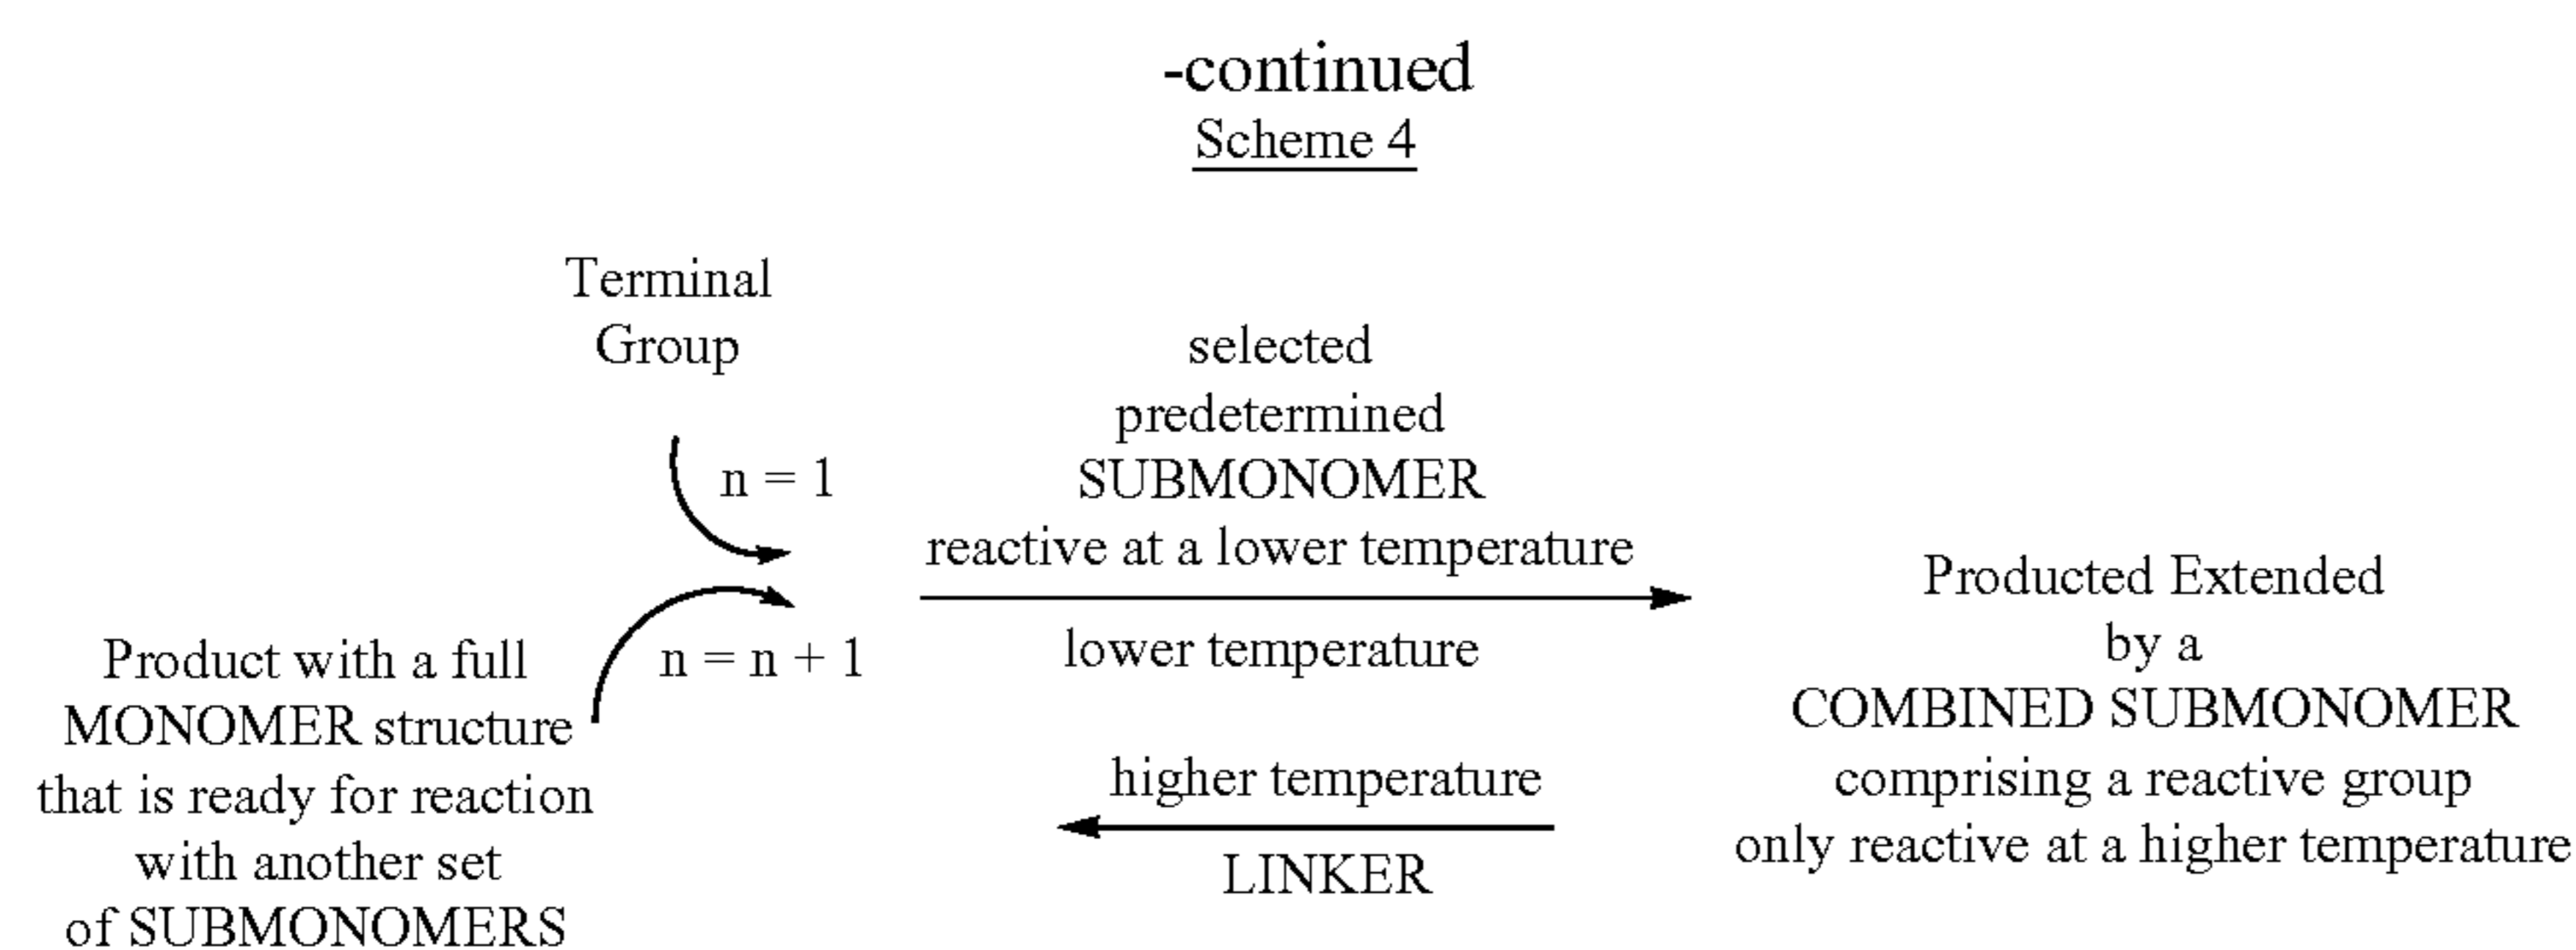 -continued
Scheme 4
Terminal
Group
n = 1
selected
predetermined
SUBMONOMER
reactive at a lower temperature
lower temperature
n = n + 1
Product with a full
MONOMER structure
that is ready for reaction
with another set
of SUBMONOMERS
higher temperature
LINKER
Producted Extended
by a
COMBINED SUBMONOMER
comprising a reactive group
only reactive at a higher temperature